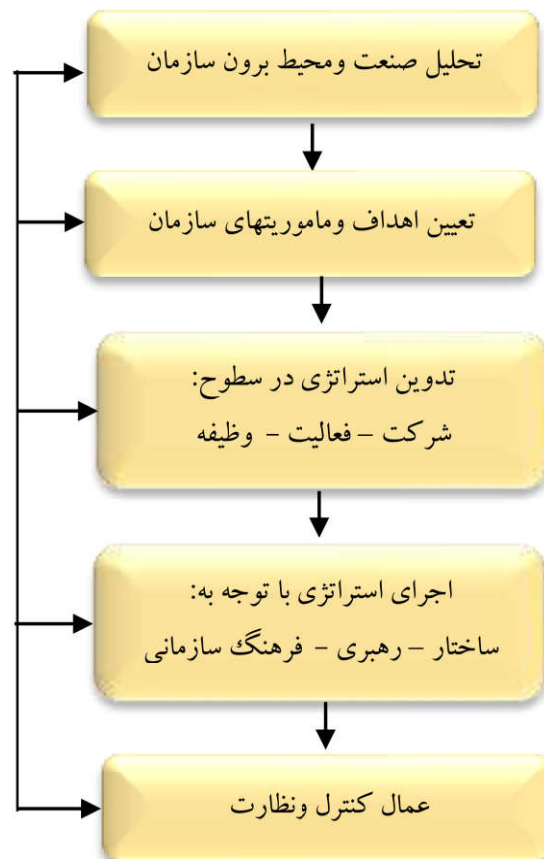 تحلیل صنعت ومحیط برون سازمان
تعیین اهداف وماموریتهای سازمان
تدوین استراتژی در سطوح:
شرکت – فعالیت - وظیفه
اجرای استراتژی با توجه به:
ساختار – رهبری - فرهنگ سازمانی
عمال کنترل ونظارت